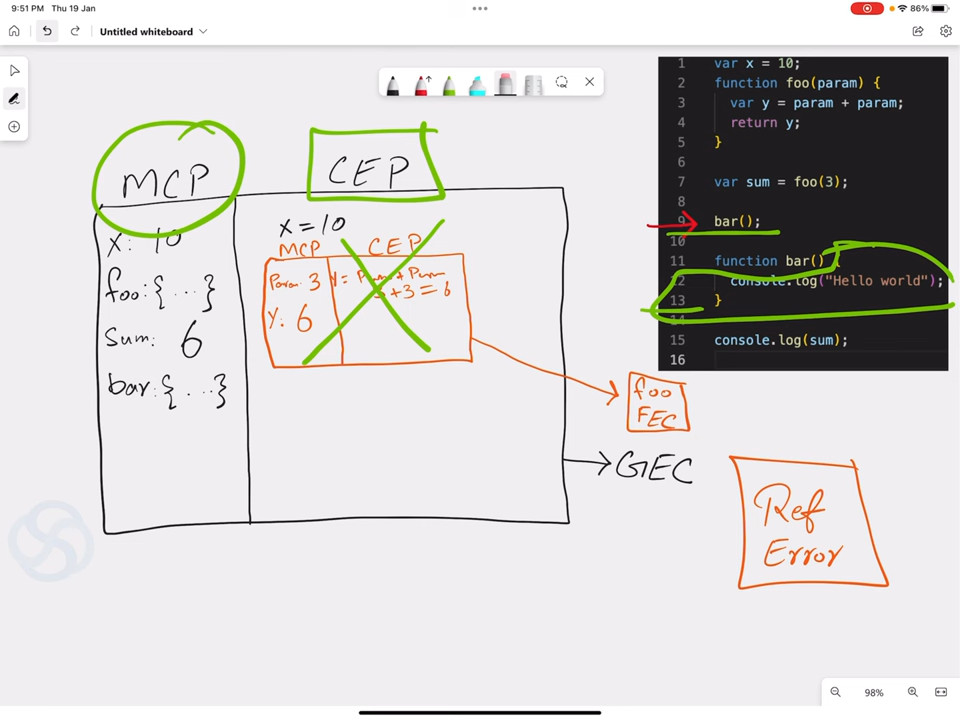 9:51 PM Thu 19 Jan
86%
Untitled whiteboard
MCP
CEP
x: 10
foo:{...}
Sum: 6
bar:{...}
x = 10
MCP CEP
Param 3
Y: 6
Y = Param + Param
3+3 = 6
foo
FEC
GEC
Ref
Error
1 var x = 10;
2 function foo(param) {
3 var y = param + param;
4 return y;
5 }
6
7 var sum = foo(3);
8
9 bar();
10
11 function bar()
12 console.log("Hello world");
13 }
14
15 console.log(sum);
16
98%